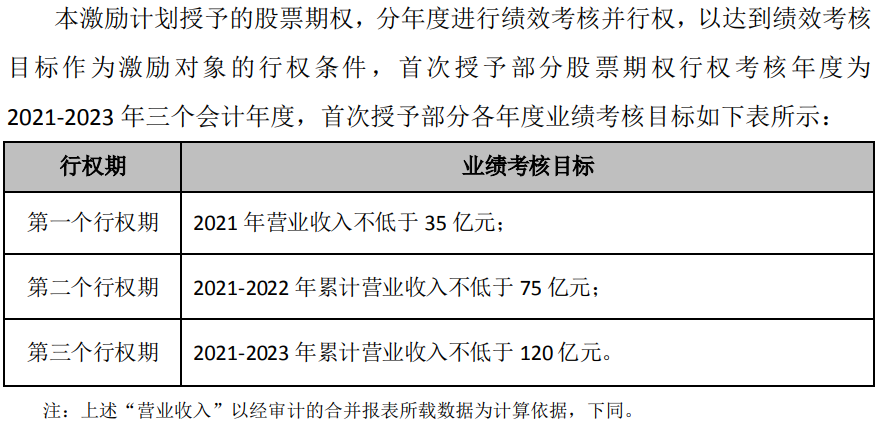 本激励计划授予的股票期权，分年度进行绩效考核并行权，以达到绩效考核
目标作为激励对象的行权条件，首次授予部分股票期权行权考核年度为
2021-2023 年三个会计年度，首次授予部分各年度业绩考核目标如下表所示：
行权期 业绩考核目标
第一个行权期 2021 年营业收入不低于 35 亿元；
第二个行权期 2021-2022 年累计营业收入不低于 75 亿元；
第三个行权期 2021-2023 年累计营业收入不低于 120 亿元。
注：上述“营业收入”以经审计的合并报表所载数据为计算依据，下同。